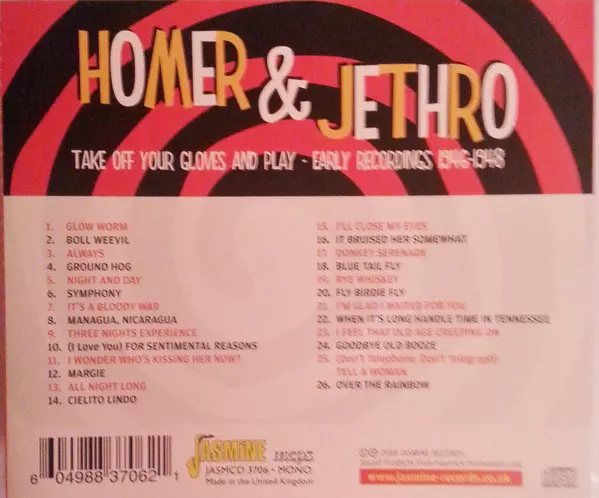 HOMER & JETHRO
TAKE OFF YOUR GLOVES AND PLAY - EARLY RECORDINGS 1946-1948
1. GLOW WORM
2. BOLL WEEVIL
3. ALWAYS
4. GROUND HOG
5. NIGHT AND DAY
6. SYMPHONY
7. IT'S A BLOODY WAR
8. MANAGUA, NICARAGUA
9. THREE NIGHTS EXPERIENCE
10. (I Love You) FOR SENTIMENTAL REASONS
11. I WONDER WHO'S KISSING HER NOW?
12. MARGIE
13. ALL NIGHT LONG
14. CIELITO LINDO
15. I'LL CLOSE MY EYES
16. IT BRUISED HER SOMEWHAT
17. DONKEY SERENADE
18. BLUE TAIL FLY
19. RYE WHISKEY
20. FLY BIRDIE FLY
21. I'M GLAD I WAITED FOR YOU
22. WHEN IT'S LONG HANDLE TIME IN TENNESSEE
23. I FEEL THAT OLD AGE CREEPING ON
24. GOODBYE OLD BOOZE
25. (Don't Telephone, Don't Telegraph)
TELL A WOMAN
26. OVER THE RAINBOW
6 04988 37062 1
JASMINE mcps
JASMCD 3706 - MONO
Made in the United Kingdom
JASMINE RECORDS
www.jasmine-records.co.uk